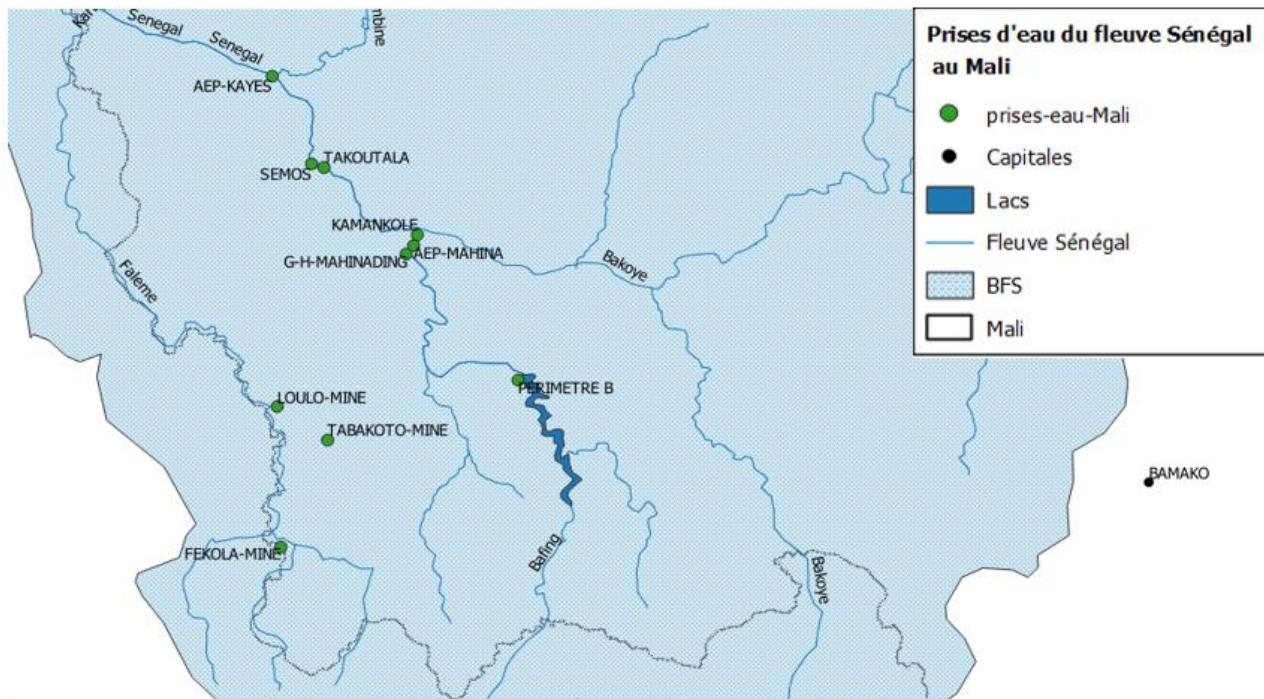 Prises d'eau du fleuve Sénégal
au Mali
prises-eau-Mali
Capitales
Lacs
Fleuve Sénégal
BFS
Mali
Senegal
Senegal
AEP-KAYES
TAKOUTALA
SEMOS
KAMANKOLE
AEP-MAHINA
G-H-MAHINADING
Bakoye
Faleme
PERIMETRE B
LOULO-MINE
TABAKOTO-MINE
BAMAKO
FEKOLA-MINE
Bafing
Bakoye